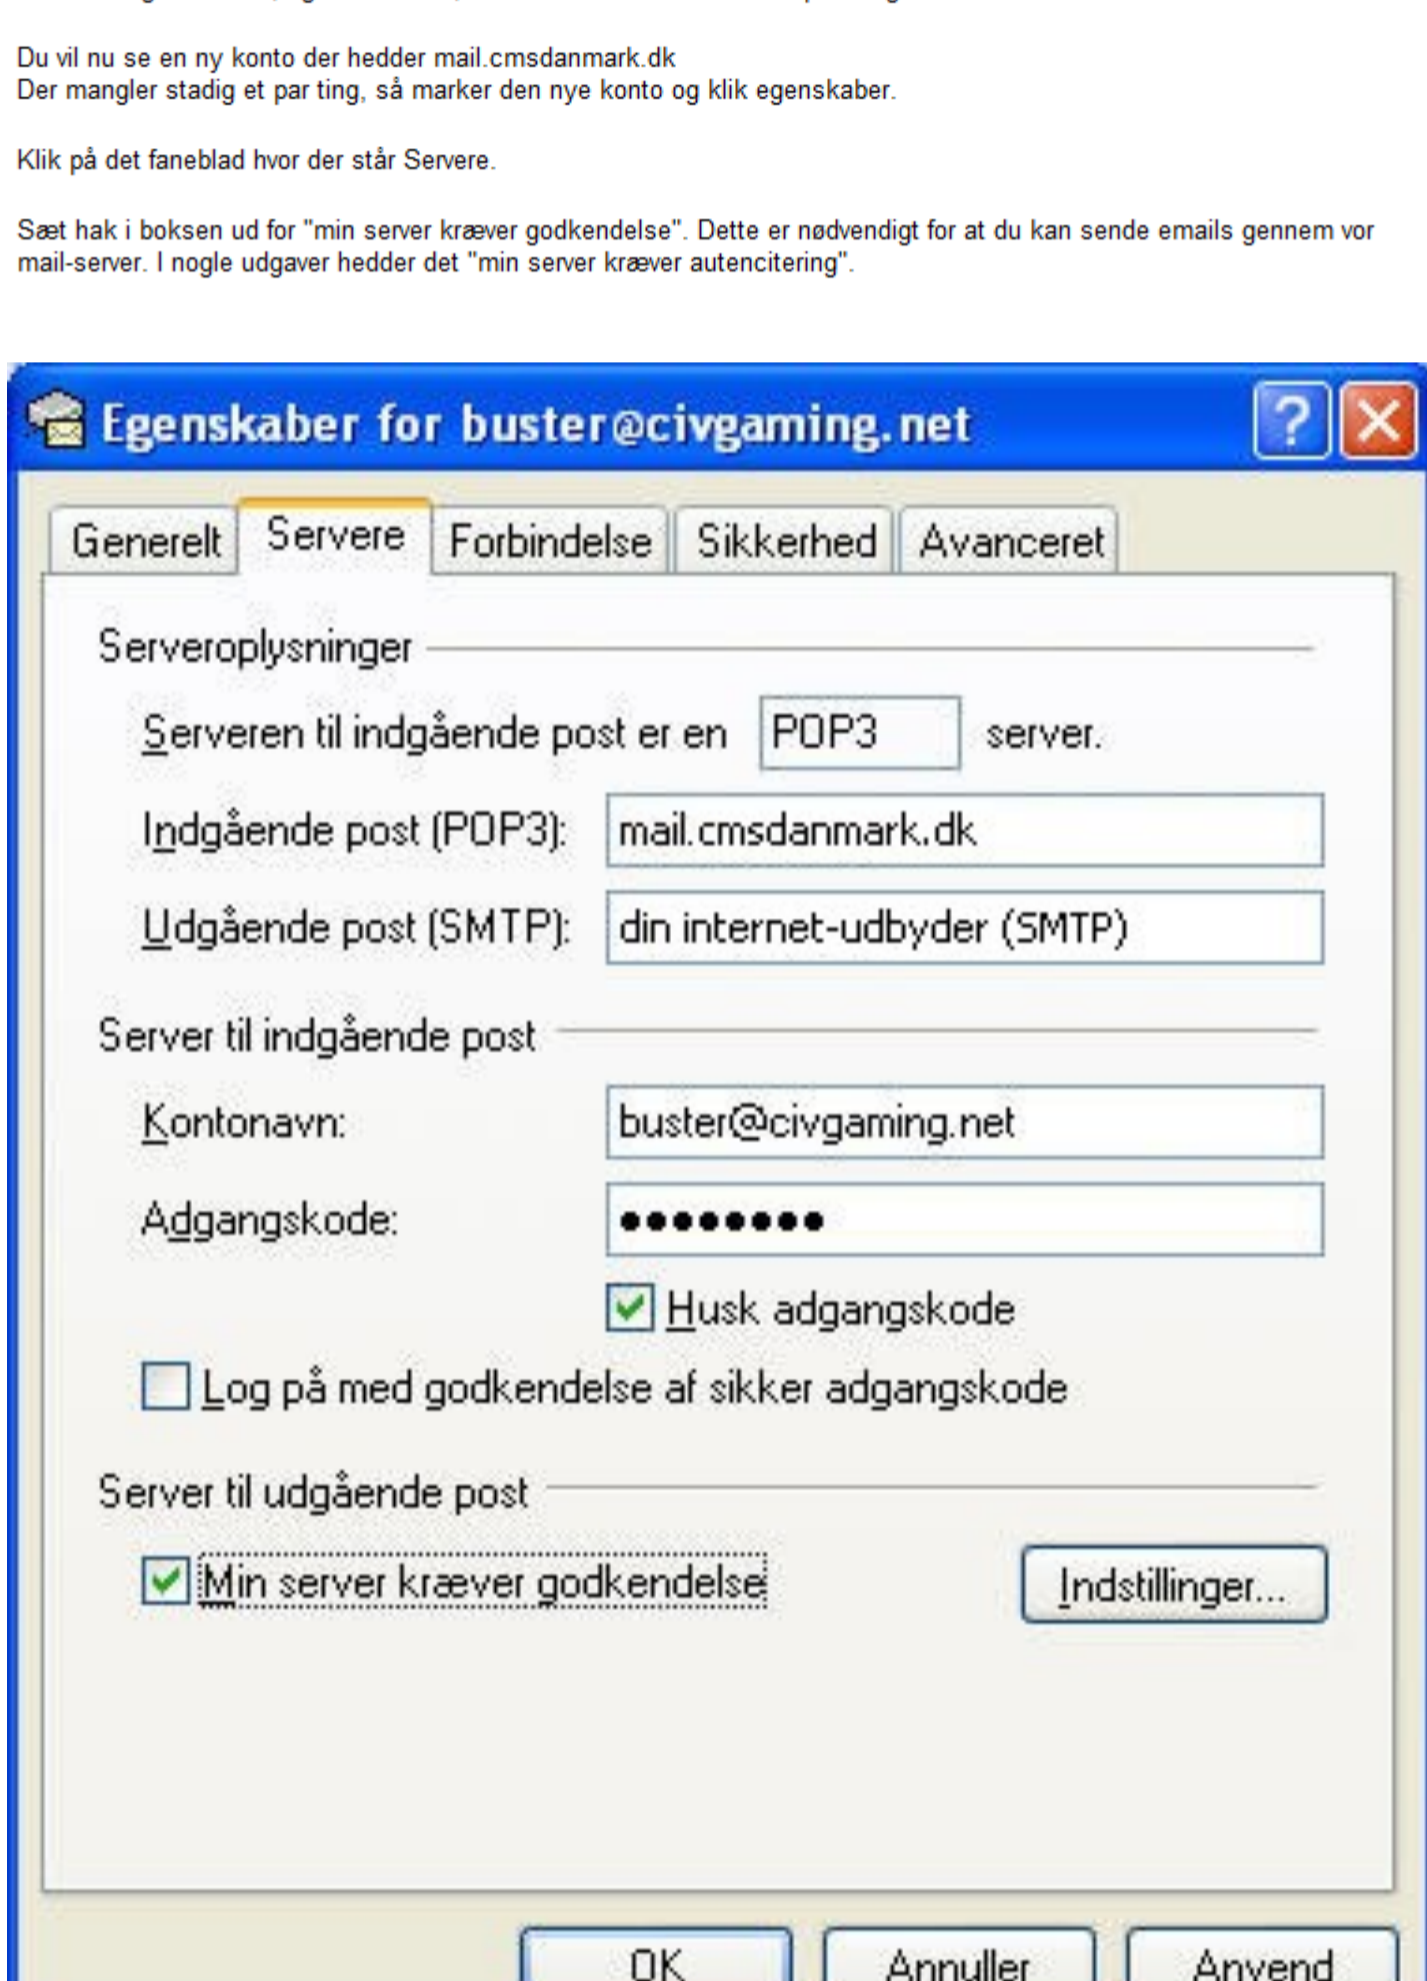 Du vil nu se en ny konto der hedder mail.cmsdanmark.dk
Der mangler stadig et par ting, så marker den nye konto og klik egenskaber.
Klik på det faneblad hvor der står Servere.
Sæt hak i boksen ud for "min server kræver godkendelse". Dette er nødvendigt for at du kan sende emails gennem vor
mail-server. I nogle udgaver hedder det "min server kræver autencitering".
Egenskaber for buster@civgaming.net
Generelt Servere Forbindelse Sikkerhed Avanceret
Serveroplysninger
Serveren til indgående post er en POP3 server.
Indgående post (POP3): mail.cmsdanmark.dk
Udgående post (SMTP): din internet-udbyder (SMTP)
Server til indgående post
Kontonavn: buster@civgaming.net
Adgangskode: ●●●●●●●●
Husk adgangskode
Log på med godkendelse af sikker adgangskode
Server til udgående post
Min server kræver godkendelse Indstillinger...
OK Annuller Anvend